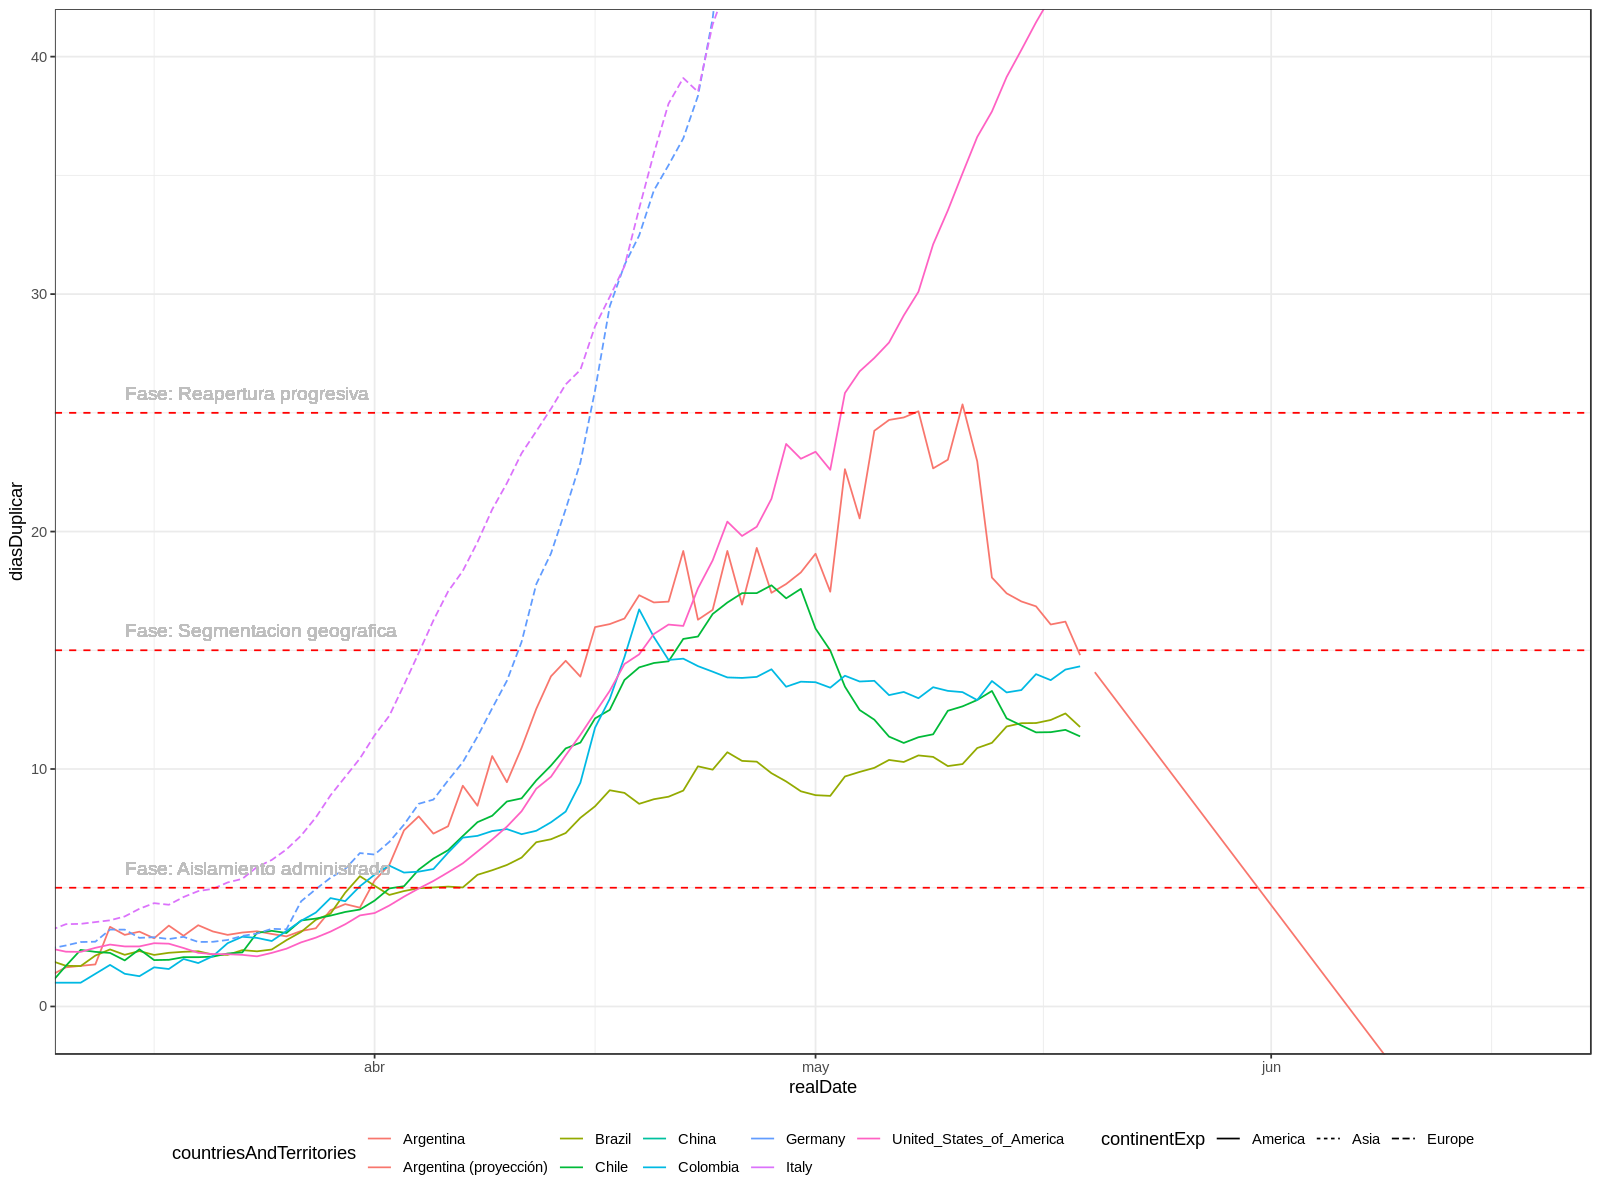 40
30
20
10
0
diasDuplicar
Fase: Reapertura progresiva
Fase: Segmentacion geografica
Fase: Aislamiento administrado
abr
may
jun
realDate
countriesAndTerritories
Argentina
Brazil
China
Germany
United_States_of_America
Argentina (proyección)
Chile
Colombia
Italy
continentExp
America
Asia
Europe